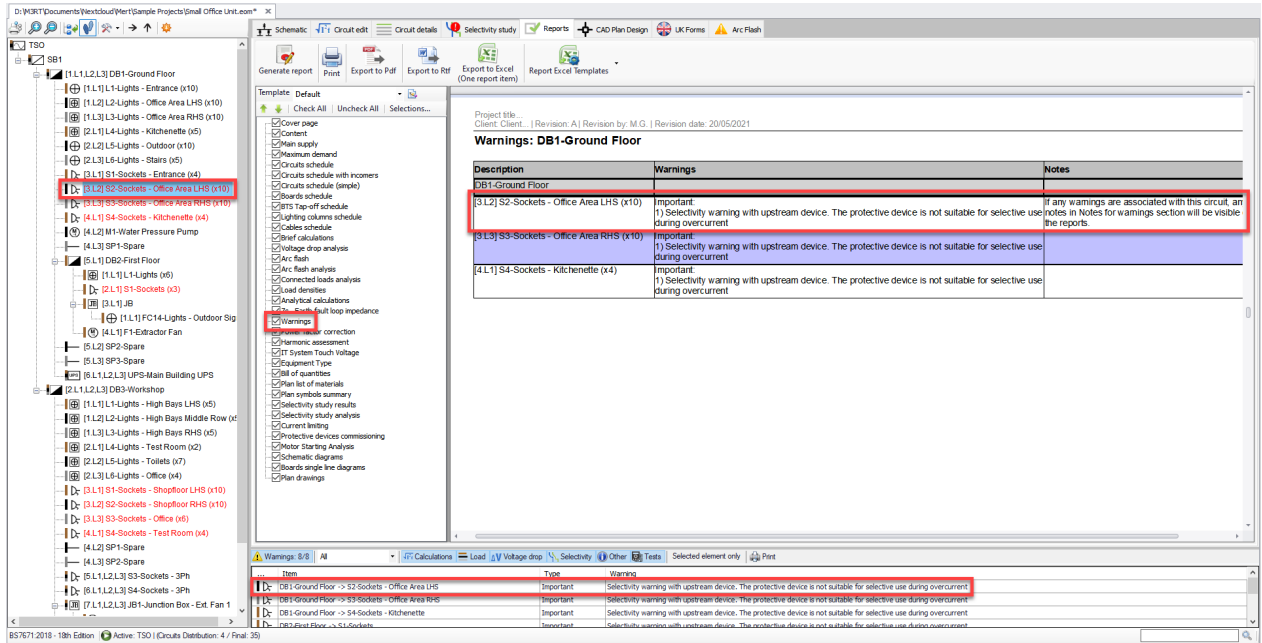 D:\M3RT\Documents\Nextcloud\Mert\Sample Projects\Small Office Unit.eom*
TSO
SB1
[1.L1,L2,L3] DB1-Ground Floor
[1.L1] L1-Lights - Entrance (x10)
[1.L2] L2-Lights - Office Area LHS (x10)
[1.L3] L3-Lights - Office Area RHS (x10)
[2.L1] L4-Lights - Kitchenette (x5)
[2.L2] L5-Lights - Outdoor (x10)
[2.L3] L6-Lights - Stairs (x5)
[3.L1] S1-Sockets - Entrance (x4)
[3.L2] S2-Sockets - Office Area LHS (x10)
[3.L3] S3-Sockets - Office Area RHS (x10)
[4.L1] S4-Sockets - Kitchenette (x4)
[4.L2] M1-Water Pressure Pump
[4.L3] SP1-Spare
[5.L1] DB2-First Floor
[1.L1] L1-Lights (x6)
[2.L1] S1-Sockets (x3)
[3.L1] JB
[1.L1] FC14-Lights - Outdoor Sig
[4.L1] F1-Extractor Fan
[5.L2] SP2-Spare
[5.L3] SP3-Spare
UPS [6.L1,L2,L3] UPS-Main Building UPS
[2.L1,L2,L3] DB3-Workshop
[1.L1] L1-Lights - High Bays LHS (x5)
[1.L2] L2-Lights - High Bays Middle Row (x5
[1.L3] L3-Lights - High Bays RHS (x5)
[2.L1] L4-Lights - Test Room (x2)
[2.L2] L5-Lights - Toilets (x7)
[2.L3] L6-Lights - Office (x4)
[3.L1] S1-Sockets - Shopfloor LHS (x10)
[3.L2] S2-Sockets - Shopfloor RHS (x10)
[3.L3] S3-Sockets - Office (x6)
[4.L1] S4-Sockets - Test Room (x4)
[4.L2] SP1-Spare
[4.L3] SP2-Spare
[5.L1,L2,L3] S3-Sockets - 3Ph
[6.L1,L2,L3] S4-Sockets - 3Ph
[7.L1,L2,L3] JB1-Junction Box - Ext. Fan 1
Schematic Circuit edit Circuit details Selectivity study Reports CAD Plan Design UK Forms Arc Flash
Generate report Print Export to Pdf Export to Rtf Export to Excel (One report item) Report Excel Templates
Template Default
Check All Uncheck All Selections...
Cover page
Content
Main supply
Maximum demand
Circuits schedule
Circuits schedule with incomers
Circuits schedule (simple)
Boards schedule
BTS Tap-off schedule
Lighting columns schedule
Cables schedule
Brief calculations
Voltage drop analysis
Arc flash
Arc flash analysis
Connected loads analysis
Load densities
Analytical calculations
Zs - Earth fault loop impedance
Warnings
Power factor correction
Harmonic assessment
IT System Touch Voltage
Equipment Type
Bill of quantities
Plan list of materials
Plan symbols summary
Selectivity study results
Selectivity study analysis
Current limiting
Protective devices commissioning
Motor Starting Analysis
Schematic diagrams
Boards single line diagrams
Plan drawings
Project title...
Client: Client... | Revision: A | Revision by: M.G. | Revision date: 20/05/2021
Warnings: DB1-Ground Floor
Description Warnings Notes
DB1-Ground Floor
[3.L2] S2-Sockets - Office Area LHS (x10) Important: If any warnings are associated with this circuit, an
1) Selectivity warning with upstream device. The protective device is not suitable for selective use notes in Notes for warnings section will be visible
during overcurrent the reports.
[3.L3] S3-Sockets - Office Area RHS (x10) Important:
1) Selectivity warning with upstream device. The protective device is not suitable for selective use
during overcurrent
[4.L1] S4-Sockets - Kitchenette (x4) Important:
1) Selectivity warning with upstream device. The protective device is not suitable for selective use
during overcurrent
Warnings: 8/8 All Calculations Load ΔV Voltage drop Selectivity Other Tests Selected element only Print
... Item Type Warning
DB1-Ground Floor -> S2-Sockets - Office Area LHS Important Selectivity warning with upstream device. The protective device is not suitable for selective use during overcurrent
DB1-Ground Floor -> S3-Sockets - Office Area RHS Important Selectivity warning with upstream device. The protective device is not suitable for selective use during overcurrent
DB1-Ground Floor -> S4-Sockets - Kitchenette Important Selectivity warning with upstream device. The protective device is not suitable for selective use during overcurrent
DB2-First Floor -> S1-Sockets Important Selectivity warning with upstream device. The protective device is not suitable for selective use during overcurrent
BS7671:2018 - 18th Edition Active: TSO | (Circuits Distribution: 4 / Final: 35)